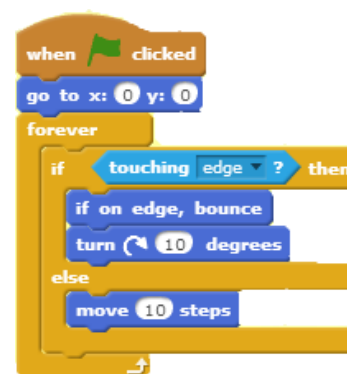 when clicked
go to x: 0 y: 0
forever
if touching edge ? then
if on edge, bounce
turn 10 degrees
else
move 10 steps